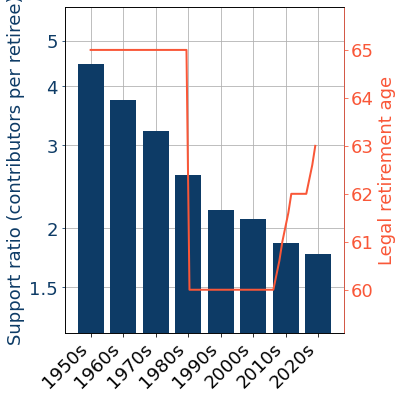 Support ratio (contributors per retiree)
5
4
3
2
1.5
65
64
63
62
61
60
Legal retirement age
1950s
1960s
1970s
1980s
1990s
2000s
2010s
2020s